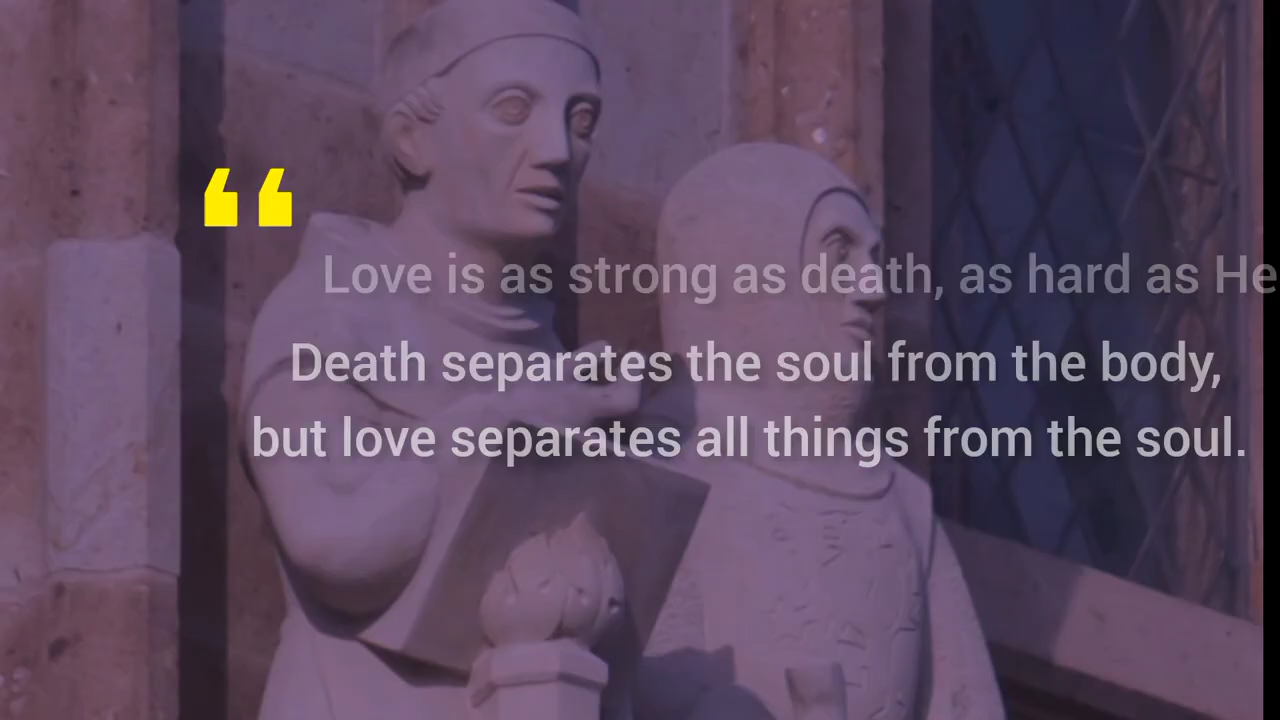 “
Love is as strong as death, as hard as He
Death separates the soul from the body,
but love separates all things from the soul.